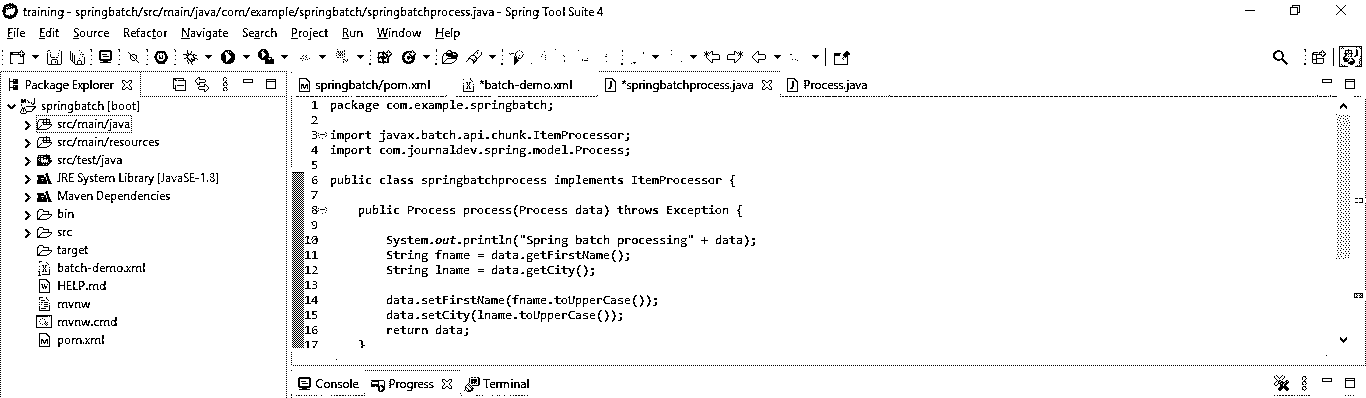 training - springbatch/src/main/java/com/example/springbatch/springbatchprocess.java - Spring Tool Suite 4
File Edit Source Refactor Navigate Search Project Run Window Help
Package Explorer
springbatch [boot]
src/main/java
src/main/resources
src/test/java
JRE System Library [JavaSE-1.8]
Maven Dependencies
bin
src
target
batch-demo.xml
HELP.md
mvnw
mvnw.cmd
pom.xml
springbatch/pom.xml *batch-demo.xml *springbatchprocess.java Process.java
1 package com.example.springbatch;
2
3 import javax.batch.api.chunk.ItemProcessor;
4 import com.journaldev.spring.model.Process;
5
6 public class springbatchprocess implements ItemProcessor {
7
8 public Process process(Process data) throws Exception {
9
10 System.out.println("Spring batch processing" + data);
11 String fname = data.getFirstName();
12 String lname = data.getCity();
13
14 data.setFirstName(fname.toUpperCase());
15 data.setCity(lname.toUpperCase());
16 return data;
17 }
Console Progress Terminal